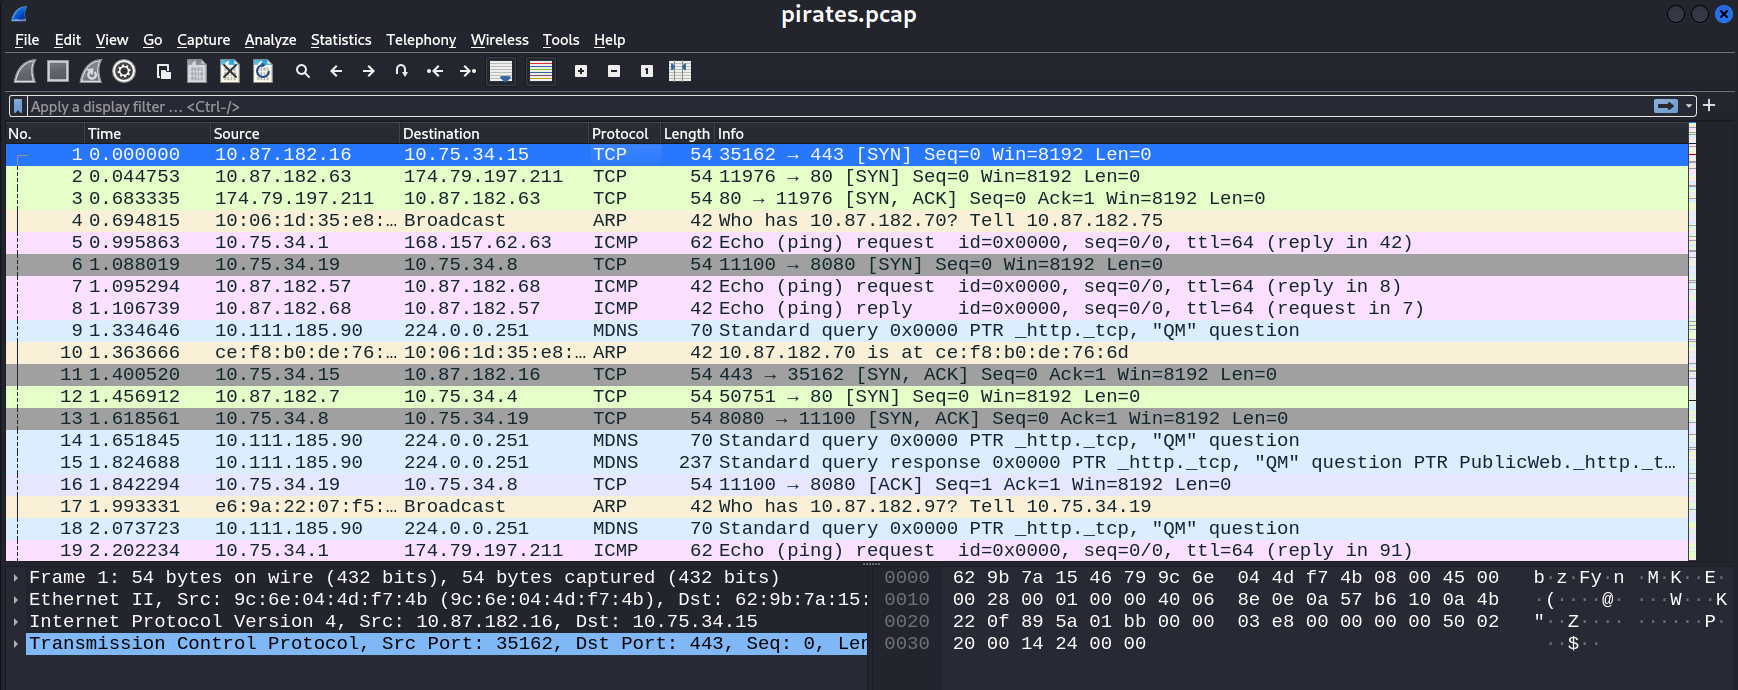 pirates.pcap
File Edit View Go Capture Analyze Statistics Telephony Wireless Tools Help
Apply a display filter … <Ctrl-/>
No. Time Source Destination Protocol Length Info
1 0.000000 10.87.182.16 10.75.34.15 TCP 54 35162 → 443 [SYN] Seq=0 Win=8192 Len=0
2 0.044753 10.87.182.63 174.79.197.211 TCP 54 11976 → 80 [SYN] Seq=0 Win=8192 Len=0
3 0.683335 174.79.197.211 10.87.182.63 TCP 54 80 → 11976 [SYN, ACK] Seq=0 Ack=1 Win=8192 Len=0
4 0.694815 10:06:1d:35:e8:… Broadcast ARP 42 Who has 10.87.182.70? Tell 10.87.182.75
5 0.995863 10.75.34.1 168.157.62.63 ICMP 62 Echo (ping) request id=0x0000, seq=0/0, ttl=64 (reply in 42)
6 1.088019 10.75.34.19 10.75.34.8 TCP 54 11100 → 8080 [SYN] Seq=0 Win=8192 Len=0
7 1.095294 10.87.182.57 10.87.182.68 ICMP 42 Echo (ping) request id=0x0000, seq=0/0, ttl=64 (reply in 8)
8 1.106739 10.87.182.68 10.87.182.57 ICMP 42 Echo (ping) reply id=0x0000, seq=0/0, ttl=64 (request in 7)
9 1.334646 10.111.185.90 224.0.0.251 MDNS 70 Standard query 0x0000 PTR _http._tcp, "QM" question
10 1.363666 ce:f8:b0:de:76:… 10:06:1d:35:e8:… ARP 42 10.87.182.70 is at ce:f8:b0:de:76:6d
11 1.400520 10.75.34.15 10.87.182.16 TCP 54 443 → 35162 [SYN, ACK] Seq=0 Ack=1 Win=8192 Len=0
12 1.456912 10.87.182.7 10.75.34.4 TCP 54 50751 → 80 [SYN] Seq=0 Win=8192 Len=0
13 1.618561 10.75.34.8 10.75.34.19 TCP 54 8080 → 11100 [SYN, ACK] Seq=0 Ack=1 Win=8192 Len=0
14 1.651845 10.111.185.90 224.0.0.251 MDNS 70 Standard query 0x0000 PTR _http._tcp, "QM" question
15 1.824688 10.111.185.90 224.0.0.251 MDNS 237 Standard query response 0x0000 PTR _http._tcp, "QM" question PTR PublicWeb._http._t…
16 1.842294 10.75.34.19 10.75.34.8 TCP 54 11100 → 8080 [ACK] Seq=1 Ack=1 Win=8192 Len=0
17 1.993331 e6:9a:22:07:f5:… Broadcast ARP 42 Who has 10.87.182.97? Tell 10.75.34.19
18 2.073723 10.111.185.90 224.0.0.251 MDNS 70 Standard query 0x0000 PTR _http._tcp, "QM" question
19 2.202234 10.75.34.1 174.79.197.211 ICMP 62 Echo (ping) request id=0x0000, seq=0/0, ttl=64 (reply in 91)
Frame 1: 54 bytes on wire (432 bits), 54 bytes captured (432 bits)
Ethernet II, Src: 9c:6e:04:4d:f7:4b (9c:6e:04:4d:f7:4b), Dst: 62:9b:7a:15:
Internet Protocol Version 4, Src: 10.87.182.16, Dst: 10.75.34.15
Transmission Control Protocol, Src Port: 35162, Dst Port: 443, Seq: 0, Ler
0000 62 9b 7a 15 46 79 9c 6e 04 4d f7 4b 08 00 45 00 b·z·Fy·n ·M·K··E·
0010 00 28 00 01 00 00 40 06 8e 0e 0a 57 b6 10 0a 4b ·(····@· ···W···K
0020 22 0f 89 5a 01 bb 00 00 03 e8 00 00 00 00 50 02 "··Z···· ······P·
0030 20 00 14 24 00 00 ··$··